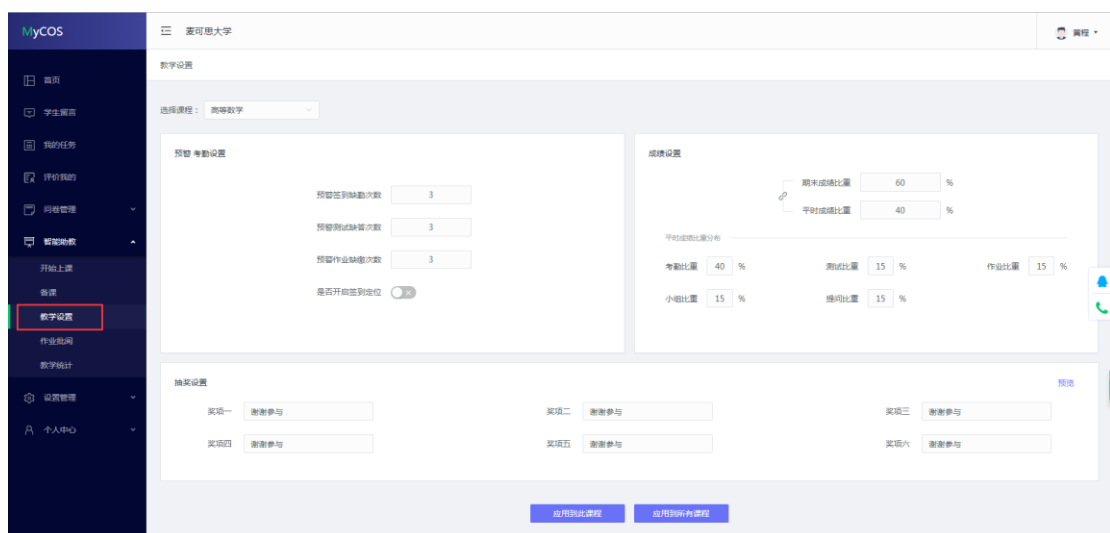 MyCOS
麦可思大学
冀程
教学设置
首页
学生留言
我的任务
评价我的
问卷管理
智能助教
开始上课
备课
教学设置
作业批阅
教学统计
设置管理
个人中心
选择课程： 高等数学
预警 考勤设置
预警签到缺勤次数 3
预警测试缺答次数 3
预警作业缺缴次数 3
是否开启签到定位
成绩设置
期末成绩比重 60 %
平时成绩比重 40 %
平时成绩比重分布
考勤比重 40 % 测试比重 15 % 作业比重 15 %
小组比重 15 % 提问比重 15 %
抽奖设置 预览
奖项一 谢谢参与 奖项二 谢谢参与 奖项三 谢谢参与
奖项四 谢谢参与 奖项五 谢谢参与 奖项六 谢谢参与
应用到此课程 应用到所有课程